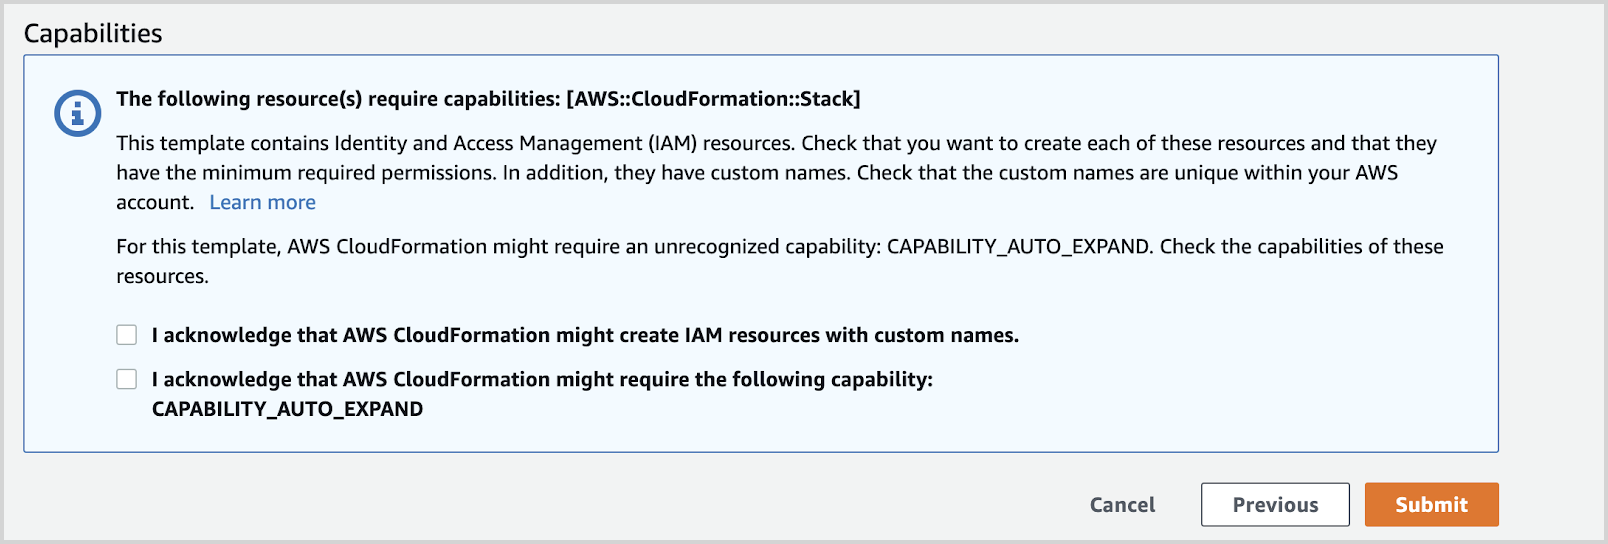 Capabilities
The following resource(s) require capabilities: [AWS::CloudFormation::Stack]
This template contains Identity and Access Management (IAM) resources. Check that you want to create each of these resources and that they
have the minimum required permissions. In addition, they have custom names. Check that the custom names are unique within your AWS
account. Learn more
For this template, AWS CloudFormation might require an unrecognized capability: CAPABILITY_AUTO_EXPAND. Check the capabilities of these
resources.
I acknowledge that AWS CloudFormation might create IAM resources with custom names.
I acknowledge that AWS CloudFormation might require the following capability:
CAPABILITY_AUTO_EXPAND
Cancel Previous Submit